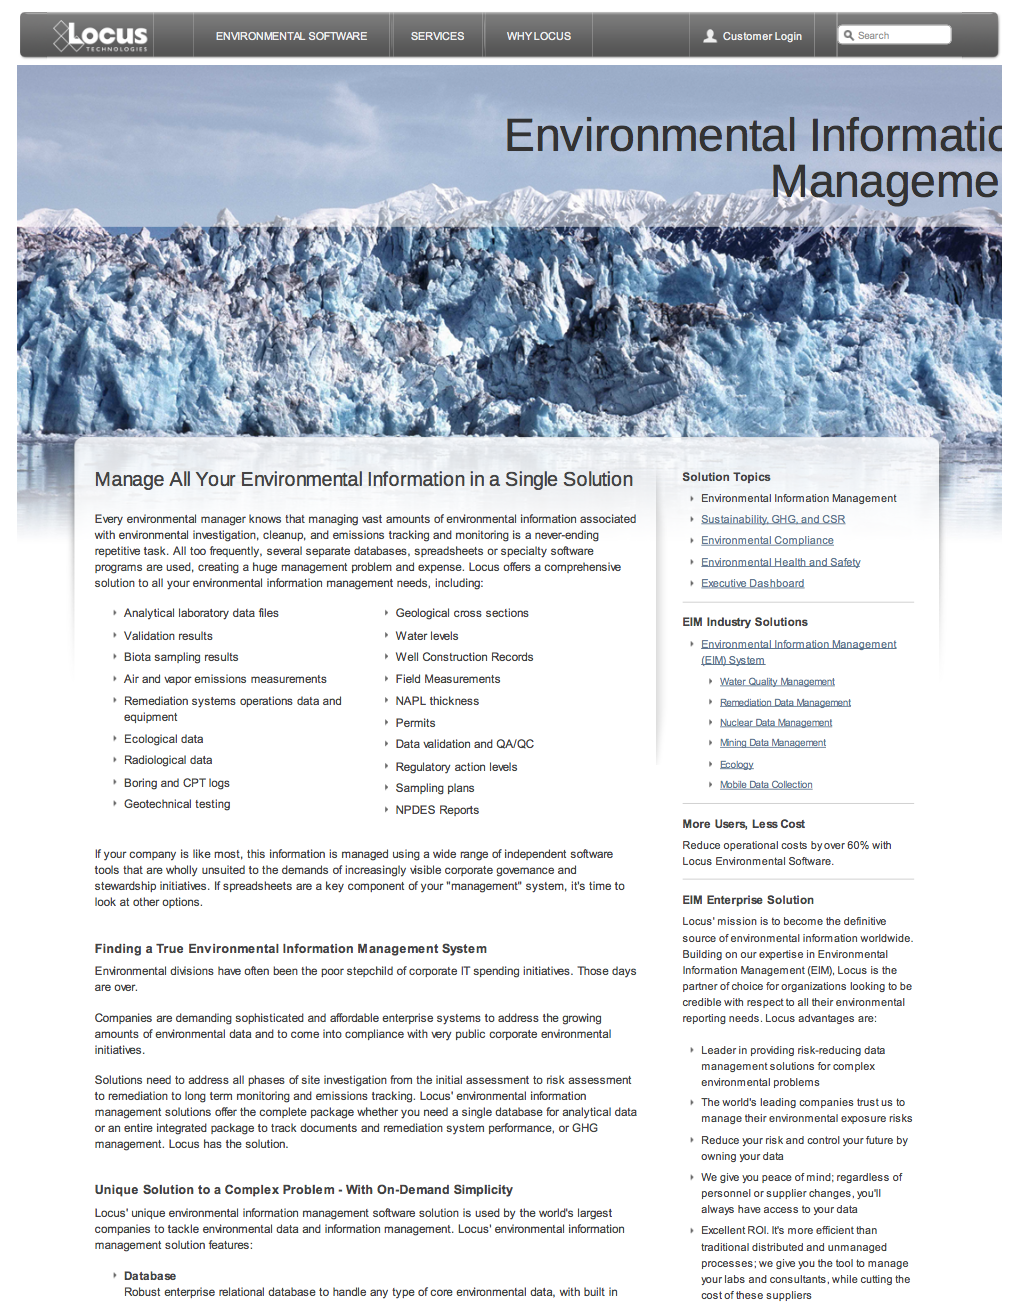 Locus
TECHNOLOGIES
ENVIRONMENTAL SOFTWARE
SERVICES
WHY LOCUS
Customer Login
Search
Environmental Informatic
Manageme
Manage All Your Environmental Information in a Single Solution
Every environmental manager knows that managing vast amounts of environmental information associated
with environmental investigation, cleanup, and emissions tracking and monitoring is a never-ending
repetitive task. All too frequently, several separate databases, spreadsheets or specialty software
programs are used, creating a huge management problem and expense. Locus offers a comprehensive
solution to all your environmental information management needs, including:
Analytical laboratory data files
Validation results
Biota sampling results
Air and vapor emissions measurements
Remediation systems operations data and
equipment
Ecological data
Radiological data
Boring and CPT logs
Geotechnical testing
Geological cross sections
Water levels
Well Construction Records
Field Measurements
NAPL thickness
Permits
Data validation and QA/QC
Regulatory action levels
Sampling plans
NPDES Reports
If your company is like most, this information is managed using a wide range of independent software
tools that are wholly unsuited to the demands of increasingly visible corporate governance and
stewardship initiatives. If spreadsheets are a key component of your "management" system, it's time to
look at other options.
Finding a True Environmental Information Management System
Environmental divisions have often been the poor stepchild of corporate IT spending initiatives. Those days
are over.
Companies are demanding sophisticated and affordable enterprise systems to address the growing
amounts of environmental data and to come into compliance with very public corporate environmental
initiatives.
Solutions need to address all phases of site investigation from the initial assessment to risk assessment
to remediation to long term monitoring and emissions tracking. Locus' environmental information
management solutions offer the complete package whether you need a single database for analytical data
or an entire integrated package to track documents and remediation system performance, or GHG
management. Locus has the solution.
Unique Solution to a Complex Problem - With On-Demand Simplicity
Locus' unique environmental information management software solution is used by the world's largest
companies to tackle environmental data and information management. Locus' environmental information
management solution features:
Database
Robust enterprise relational database to handle any type of core environmental data, with built in
Solution Topics
Environmental Information Management
Sustainability, GHG, and CSR
Environmental Compliance
Environmental Health and Safety
Executive Dashboard
EIM Industry Solutions
Environmental Information Management
(EIM) System
Water Quality Management
Remediation Data Management
Nuclear Data Management
Mining Data Management
Ecology
Mobile Data Collection
More Users, Less Cost
Reduce operational costs by over 60% with
Locus Environmental Software.
EIM Enterprise Solution
Locus' mission is to become the definitive
source of environmental information worldwide.
Building on our expertise in Environmental
Information Management (EIM), Locus is the
partner of choice for organizations looking to be
credible with respect to all their environmental
reporting needs. Locus advantages are:
Leader in providing risk-reducing data
management solutions for complex
environmental problems
The world's leading companies trust us to
manage their environmental exposure risks
Reduce your risk and control your future by
owning your data
We give you peace of mind; regardless of
personnel or supplier changes, you'll
always have access to your data
Excellent ROI. It's more efficient than
traditional distributed and unmanaged
processes; we give you the tool to manage
your labs and consultants, while cutting the
cost of these suppliers